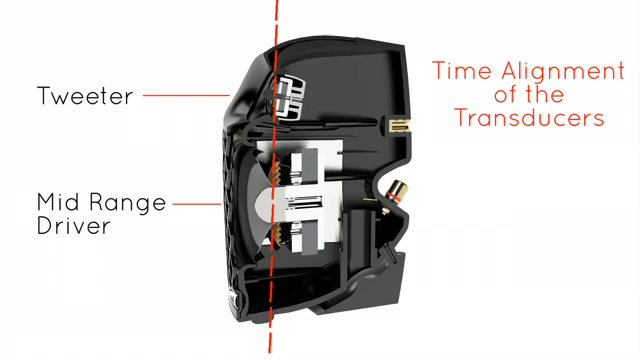 Tweeter
Mid Range
Driver
Time Alignment
of the
Transducers